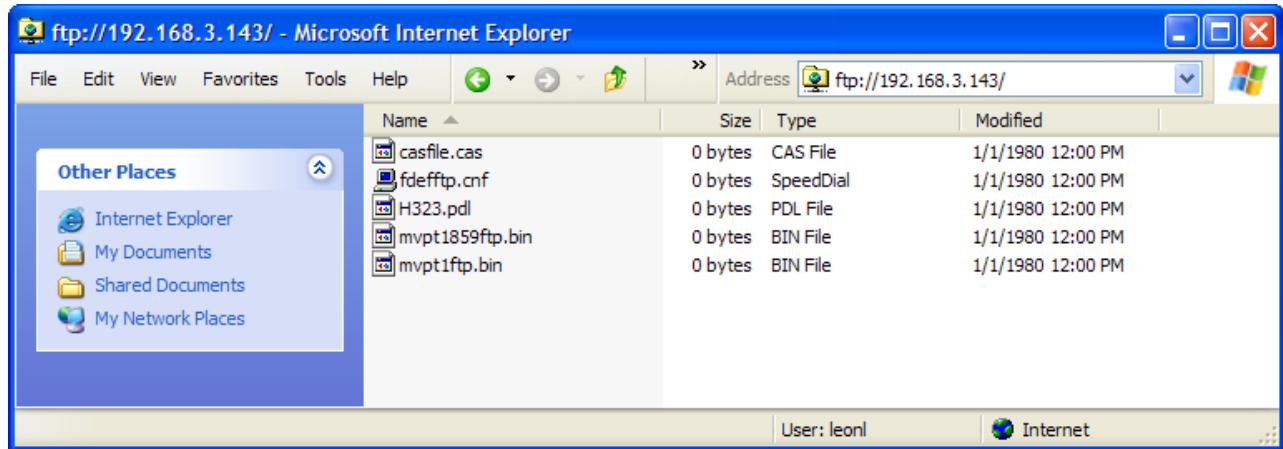 ftp://192.168.3.143/ - Microsoft Internet Explorer
File Edit View Favorites Tools Help » Address ftp://192.168.3.143/
Name Size Type Modified
Other Places
Internet Explorer
My Documents
Shared Documents
My Network Places
casfile.cas 0 bytes CAS File 1/1/1980 12:00 PM
fdefftp.cnf 0 bytes SpeedDial 1/1/1980 12:00 PM
H323.pdl 0 bytes PDL File 1/1/1980 12:00 PM
mvpt1859ftp.bin 0 bytes BIN File 1/1/1980 12:00 PM
mvpt1ftp.bin 0 bytes BIN File 1/1/1980 12:00 PM
User: leonl Internet